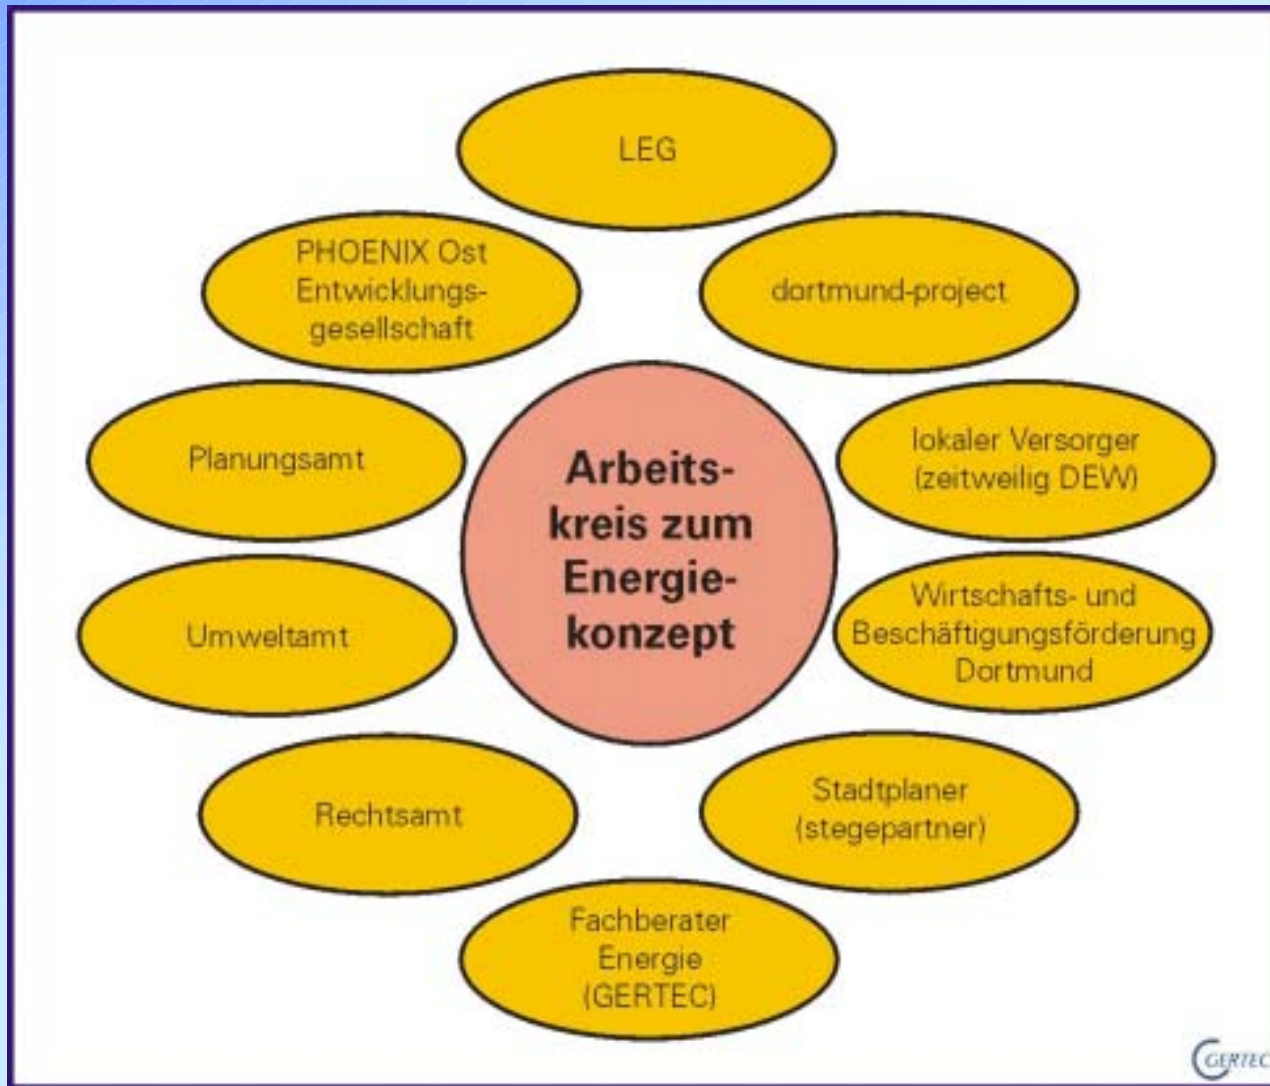 LEG
PHOENIX Ost
Entwicklungs-
gesellschaft
dortmund-project
Planungsamt
Arbeits-
kreis zum
Energie-
konzept
lokaler Versorger
(zeitweilig DEW)
Umweltamt
Wirtschafts- und
Beschäftigungsförderung
Dortmund
Rechtsamt
Stadtplaner
(stegepartner)
Fachberater
Energie
(GERTEC)
GERTEC